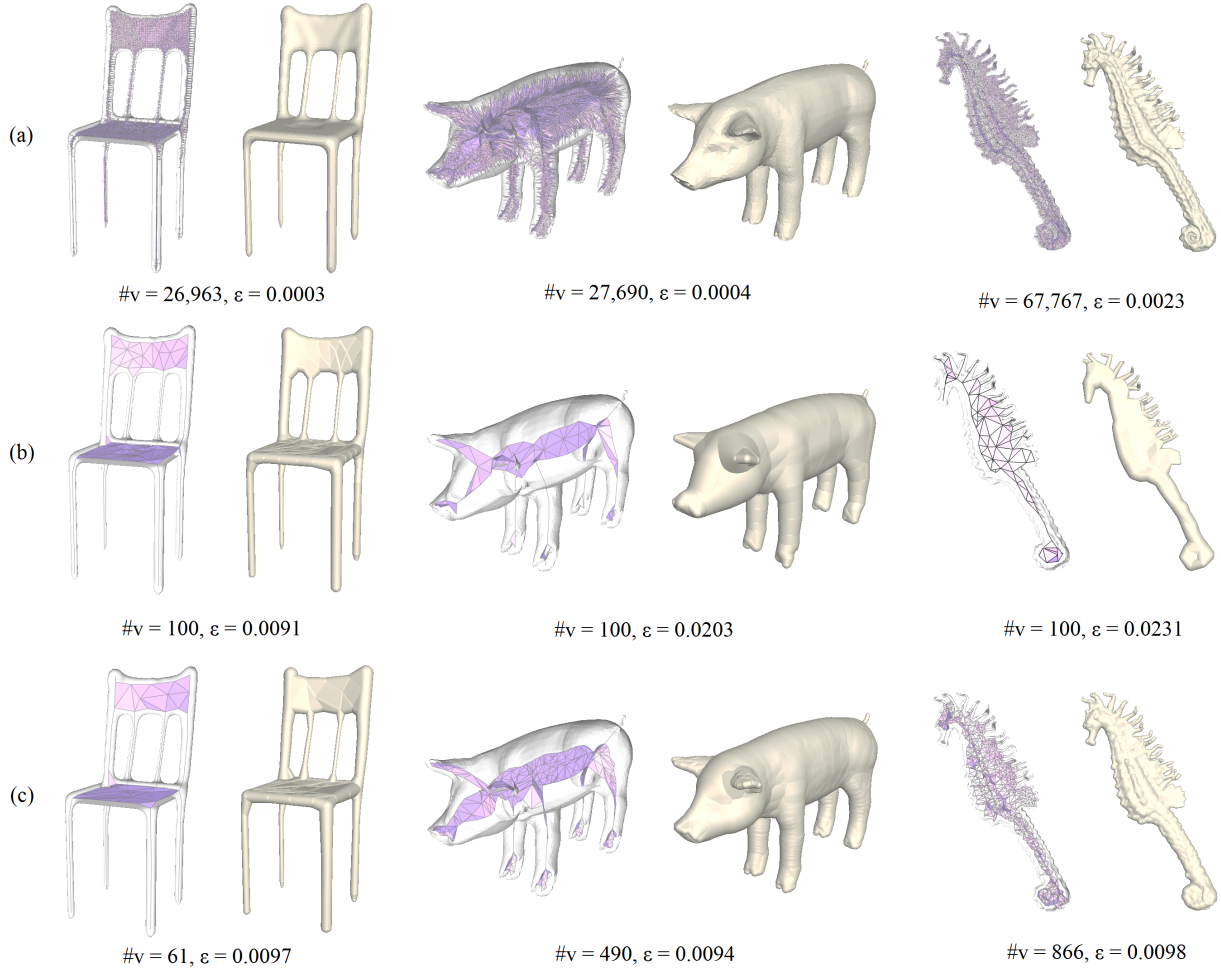 (a)
#v = 26,963, ε = 0.0003
#v = 27,690, ε = 0.0004
#v = 67,767, ε = 0.0023
(b)
#v = 100, ε = 0.0091
#v = 100, ε = 0.0203
#v = 100, ε = 0.0231
(c)
#v = 61, ε = 0.0097
#v = 490, ε = 0.0094
#v = 866, ε = 0.0098